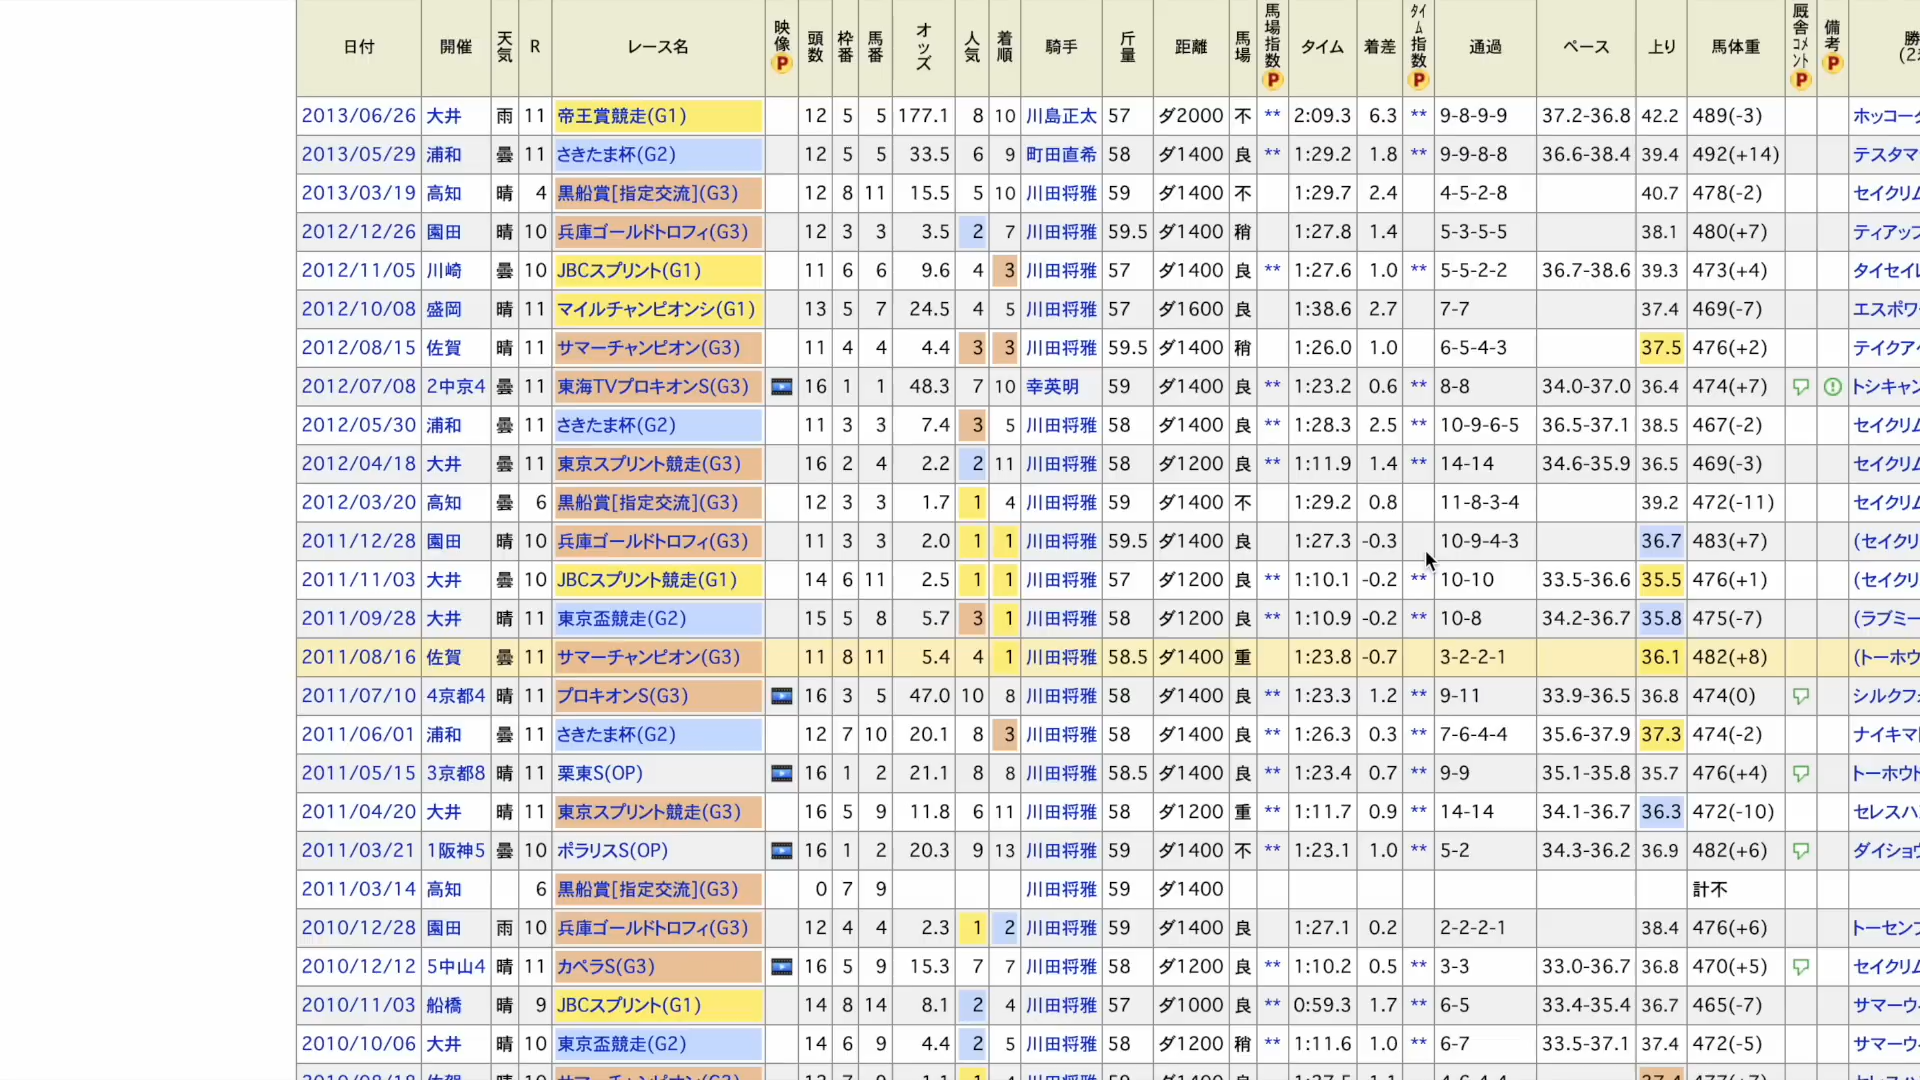 日付 開催 天気 R レース名 映像P 頭数 枠番 馬番 オッズ 人気 着順 騎手 斤量 距離 馬場 馬場指数P タイム 着差 タイム指数P 通過 ペース 上り 馬体重 厩舎コメントP 備考P 勝 (2
2013/06/26 大井 雨 11 帝王賞競走(G1) 12 5 5 177.1 8 10 川島正太 57 ダ2000 不 ** 2:09.3 6.3 ** 9-8-9-9 37.2-36.8 42.2 489(-3) ホッコー
2013/05/29 浦和 曇 11 さきたま杯(G2) 12 5 5 33.5 6 9 町田直希 58 ダ1400 良 ** 1:29.2 1.8 ** 9-9-8-8 36.6-38.4 39.4 492(+14) テスタマ
2013/03/19 高知 晴 4 黒船賞[指定交流](G3) 12 8 11 15.5 5 10 川田将雅 59 ダ1400 不 1:29.7 2.4 4-5-2-8 40.7 478(-2) セイクリ
2012/12/26 園田 晴 10 兵庫ゴールドトロフィ(G3) 12 3 3 3.5 2 7 川田将雅 59.5 ダ1400 稍 1:27.8 1.4 5-3-5-5 38.1 480(+7) ティアップ
2012/11/05 川崎 曇 10 JBCスプリント(G1) 11 6 6 9.6 4 3 川田将雅 57 ダ1400 良 ** 1:27.6 1.0 ** 5-5-2-2 36.7-38.6 39.3 473(+4) タイセイ
2012/10/08 盛岡 晴 11 マイルチャンピオンシ(G1) 13 5 7 24.5 4 5 川田将雅 57 ダ1600 良 1:38.6 2.7 7-7 37.4 469(-7) エスポワ
2012/08/15 佐賀 晴 11 サマーチャンピオン(G3) 11 4 4 4.4 3 3 川田将雅 59.5 ダ1400 稍 1:26.0 1.0 6-5-4-3 37.5 476(+2) テイクア
2012/07/08 2中京4 曇 11 東海TVプロキオンS(G3) 16 1 1 48.3 7 10 幸英明 59 ダ1400 良 ** 1:23.2 0.6 ** 8-8 34.0-37.0 36.4 474(+7) トシキャン
2012/05/30 浦和 曇 11 さきたま杯(G2) 11 3 3 7.4 3 5 川田将雅 58 ダ1400 良 ** 1:28.3 2.5 ** 10-9-6-5 36.5-37.1 38.5 467(-2) セイクリ
2012/04/18 大井 曇 11 東京スプリント競走(G3) 16 2 4 2.2 2 11 川田将雅 58 ダ1200 良 ** 1:11.9 1.4 ** 14-14 34.6-35.9 36.5 469(-3) セイクリ
2012/03/20 高知 曇 6 黒船賞[指定交流](G3) 12 3 3 1.7 1 4 川田将雅 59 ダ1400 不 1:29.2 0.8 11-8-3-4 39.2 472(-11) セイクリ
2011/12/28 園田 晴 10 兵庫ゴールドトロフィ(G3) 11 3 3 2.0 1 1 川田将雅 59.5 ダ1400 良 1:27.3 -0.3 10-9-4-3 36.7 483(+7) (セイクリ
2011/11/03 大井 曇 10 JBCスプリント競走(G1) 14 6 11 2.5 1 1 川田将雅 57 ダ1200 良 ** 1:10.1 -0.2 ** 10-10 33.5-36.6 35.5 476(+1) (セイクリ
2011/09/28 大井 晴 11 東京盃競走(G2) 15 5 8 5.7 3 1 川田将雅 58 ダ1200 良 ** 1:10.9 -0.2 ** 10-8 34.2-36.7 35.8 475(-7) (ラブミー
2011/08/16 佐賀 曇 11 サマーチャンピオン(G3) 11 8 11 5.4 4 1 川田将雅 58.5 ダ1400 重 1:23.8 -0.7 3-2-2-1 36.1 482(+8) (トーホウ
2011/07/10 4京都4 晴 11 プロキオンS(G3) 16 3 5 47.0 10 8 川田将雅 58 ダ1400 良 ** 1:23.3 1.2 ** 9-11 33.9-36.5 36.8 474(0) シルクフ
2011/06/01 浦和 曇 11 さきたま杯(G2) 12 7 10 20.1 8 3 川田将雅 58 ダ1400 良 ** 1:26.3 0.3 ** 7-6-4-4 35.6-37.9 37.3 474(-2) ナイキマ
2011/05/15 3京都8 晴 11 栗東S(OP) 16 1 2 21.1 8 8 川田将雅 58.5 ダ1400 良 ** 1:23.4 0.7 ** 9-9 35.1-35.8 35.7 476(+4) トーホウ
2011/04/20 大井 晴 11 東京スプリント競走(G3) 16 5 9 11.8 6 11 川田将雅 58 ダ1200 重 ** 1:11.7 0.9 ** 14-14 34.1-36.7 36.3 472(-10) セレスハ
2011/03/21 1阪神5 曇 10 ポラリスS(OP) 16 1 2 20.3 9 13 川田将雅 59 ダ1400 不 ** 1:23.1 1.0 ** 5-2 34.3-36.2 36.9 482(+6) ダイショウ
2011/03/14 高知 6 黒船賞[指定交流](G3) 0 7 9 川田将雅 59 ダ1400 計不
2010/12/28 園田 雨 10 兵庫ゴールドトロフィ(G3) 12 4 4 2.3 1 2 川田将雅 59 ダ1400 良 1:27.1 0.2 2-2-2-1 38.4 476(+6) トーセン
2010/12/12 5中山4 晴 11 カペラS(G3) 16 5 9 15.3 7 7 川田将雅 58 ダ1200 良 ** 1:10.2 0.5 ** 3-3 33.0-36.7 36.8 470(+5) セイクリ
2010/11/03 船橋 晴 9 JBCスプリント(G1) 14 8 14 8.1 2 4 川田将雅 57 ダ1000 良 ** 0:59.3 1.7 ** 6-5 33.4-35.4 36.7 465(-7) サマーウ
2010/10/06 大井 晴 10 東京盃競走(G2) 14 6 9 4.4 2 5 川田将雅 58 ダ1200 稍 ** 1:11.6 1.0 ** 6-7 33.5-37.1 37.4 472(-5) サマーウ